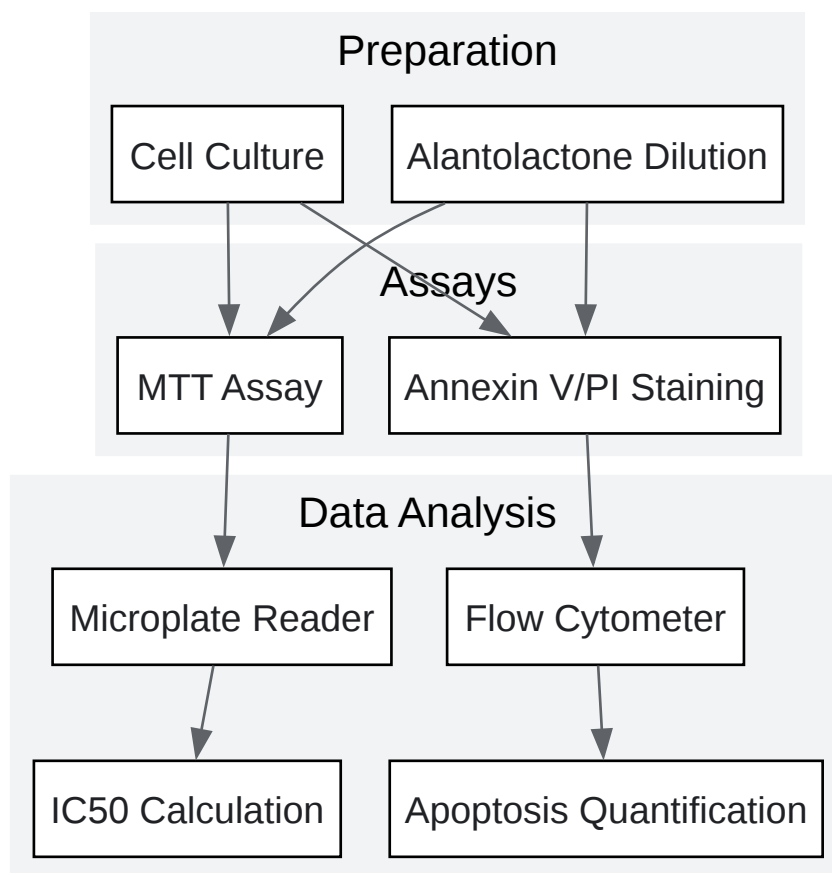 Preparation
Cell Culture
Alantolactone Dilution
Assays
MTT Assay
Annexin V/PI Staining
Data Analysis
Microplate Reader
Flow Cytometer
IC50 Calculation
Apoptosis Quantification